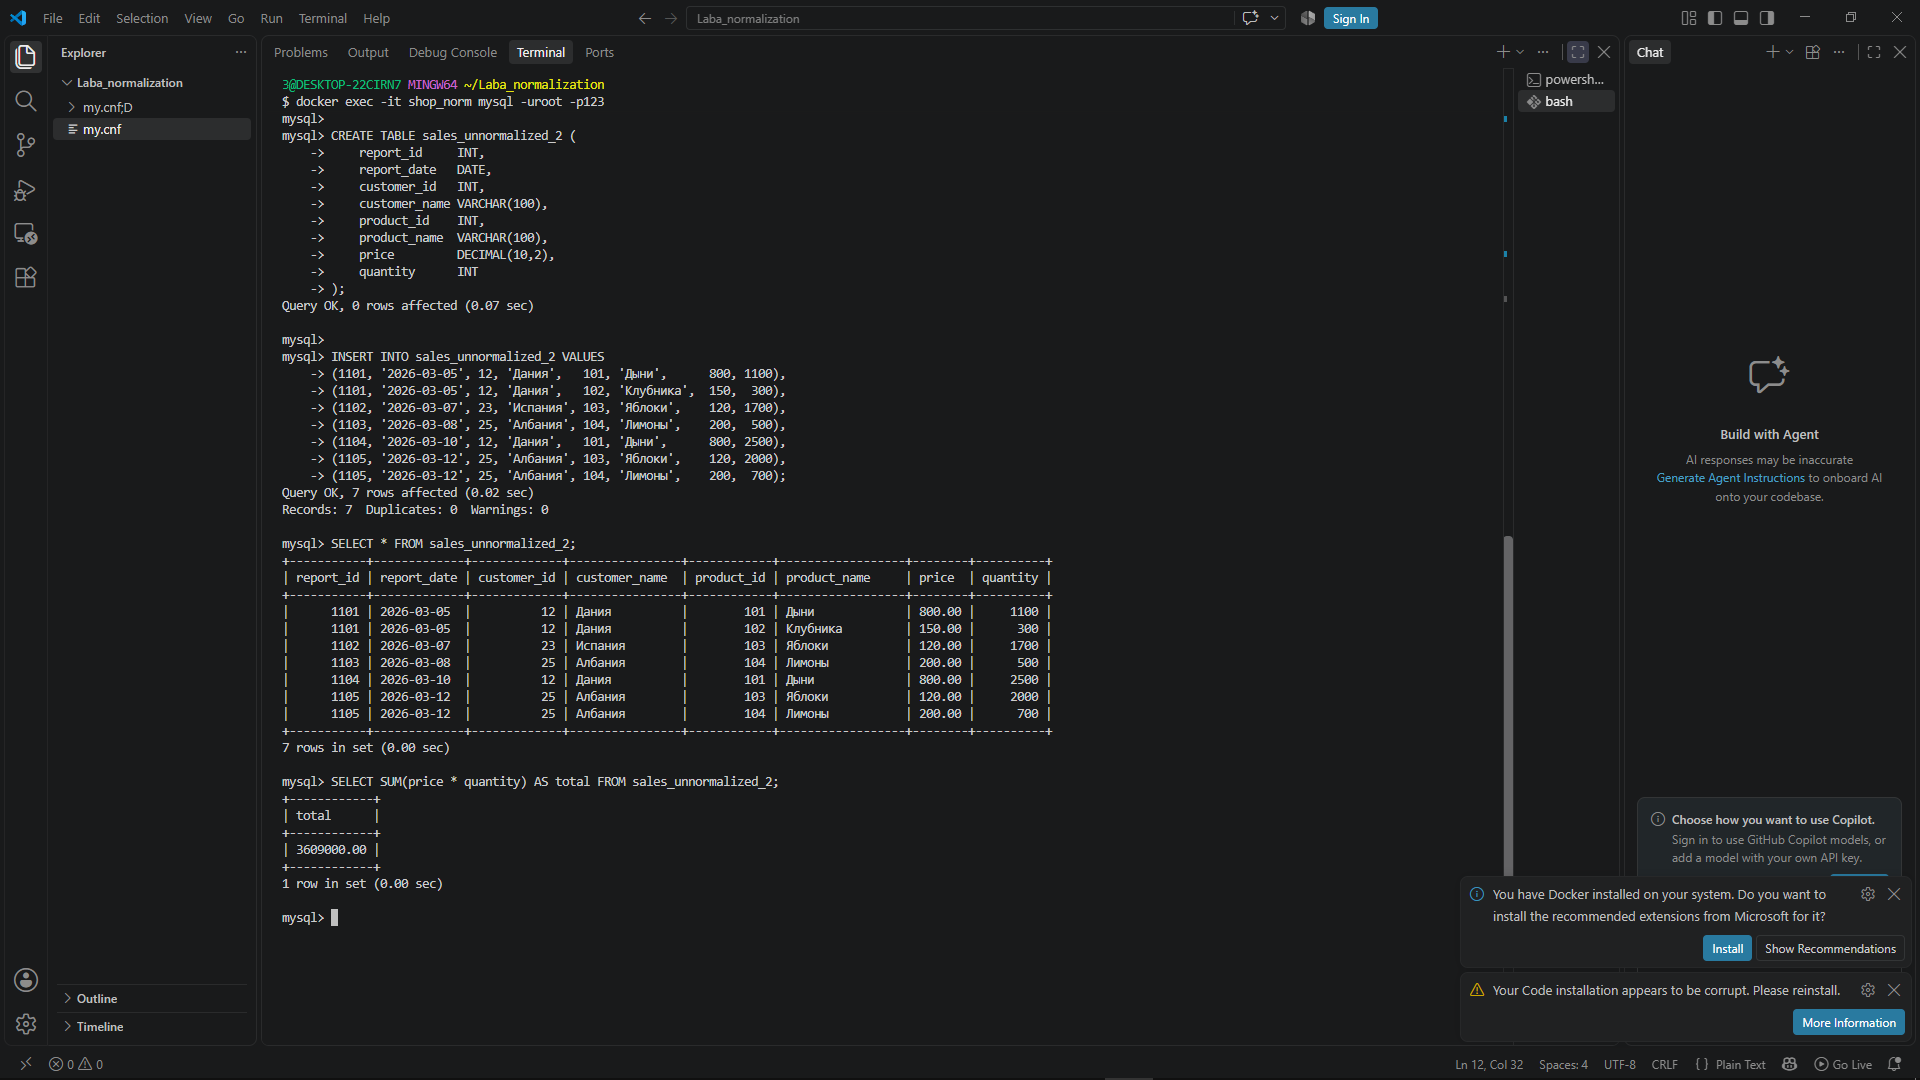 File Edit Selection View Go Run Terminal Help
Laba_normalization
Sign In
Explorer
Laba_normalization
my.cnf;D
my.cnf
Outline
Timeline
Problems Output Debug Console Terminal Ports
3@DESKTOP-22CIRN7 MINGW64 ~/Laba_normalization
$ docker exec -it shop_norm mysql -uroot -p123
mysql>
mysql> CREATE TABLE sales_unnormalized_2 (
    ->     report_id     INT,
    ->     report_date   DATE,
    ->     customer_id   INT,
    ->     customer_name VARCHAR(100),
    ->     product_id    INT,
    ->     product_name  VARCHAR(100),
    ->     price         DECIMAL(10,2),
    ->     quantity      INT
    -> );
Query OK, 0 rows affected (0.07 sec)
mysql>
mysql> INSERT INTO sales_unnormalized_2 VALUES
    -> (1101, '2026-03-05', 12, 'Дания',   101, 'Дыни',      800, 1100),
    -> (1101, '2026-03-05', 12, 'Дания',   102, 'Клубника',  150,  300),
    -> (1102, '2026-03-07', 23, 'Испания', 103, 'Яблоки',    120, 1700),
    -> (1103, '2026-03-08', 25, 'Албания', 104, 'Лимоны',    200,  500),
    -> (1104, '2026-03-10', 12, 'Дания',   101, 'Дыни',      800, 2500),
    -> (1105, '2026-03-12', 25, 'Албания', 103, 'Яблоки',    120, 2000),
    -> (1105, '2026-03-12', 25, 'Албания', 104, 'Лимоны',    200,  700);
Query OK, 7 rows affected (0.02 sec)
Records: 7  Duplicates: 0  Warnings: 0
mysql> SELECT * FROM sales_unnormalized_2;
+-----------+-------------+-------------+----------------+------------+------------------+--------+----------+
| report_id | report_date | customer_id | customer_name  | product_id | product_name     | price  | quantity |
+-----------+-------------+-------------+----------------+------------+------------------+--------+----------+
|      1101 | 2026-03-05  |          12 | Дания          |        101 | Дыни             | 800.00 |     1100 |
|      1101 | 2026-03-05  |          12 | Дания          |        102 | Клубника         | 150.00 |      300 |
|      1102 | 2026-03-07  |          23 | Испания        |        103 | Яблоки           | 120.00 |     1700 |
|      1103 | 2026-03-08  |          25 | Албания        |        104 | Лимоны           | 200.00 |      500 |
|      1104 | 2026-03-10  |          12 | Дания          |        101 | Дыни             | 800.00 |     2500 |
|      1105 | 2026-03-12  |          25 | Албания        |        103 | Яблоки           | 120.00 |     2000 |
|      1105 | 2026-03-12  |          25 | Албания        |        104 | Лимоны           | 200.00 |      700 |
+-----------+-------------+-------------+----------------+------------+------------------+--------+----------+
7 rows in set (0.00 sec)
mysql> SELECT SUM(price * quantity) AS total FROM sales_unnormalized_2;
+------------+
| total      |
+------------+
| 3609000.00 |
+------------+
1 row in set (0.00 sec)
mysql>
powersh...
bash
Chat
Build with Agent
AI responses may be inaccurate
Generate Agent Instructions to onboard AI
onto your codebase.
Choose how you want to use Copilot.
Sign in to use GitHub Copilot models, or
add a model with your own API key.
You have Docker installed on your system. Do you want to
install the recommended extensions from Microsoft for it?
Install Show Recommendations
Your Code installation appears to be corrupt. Please reinstall.
More Information
0 0
Ln 12, Col 32 Spaces: 4 UTF-8 CRLF {} Plain Text Go Live